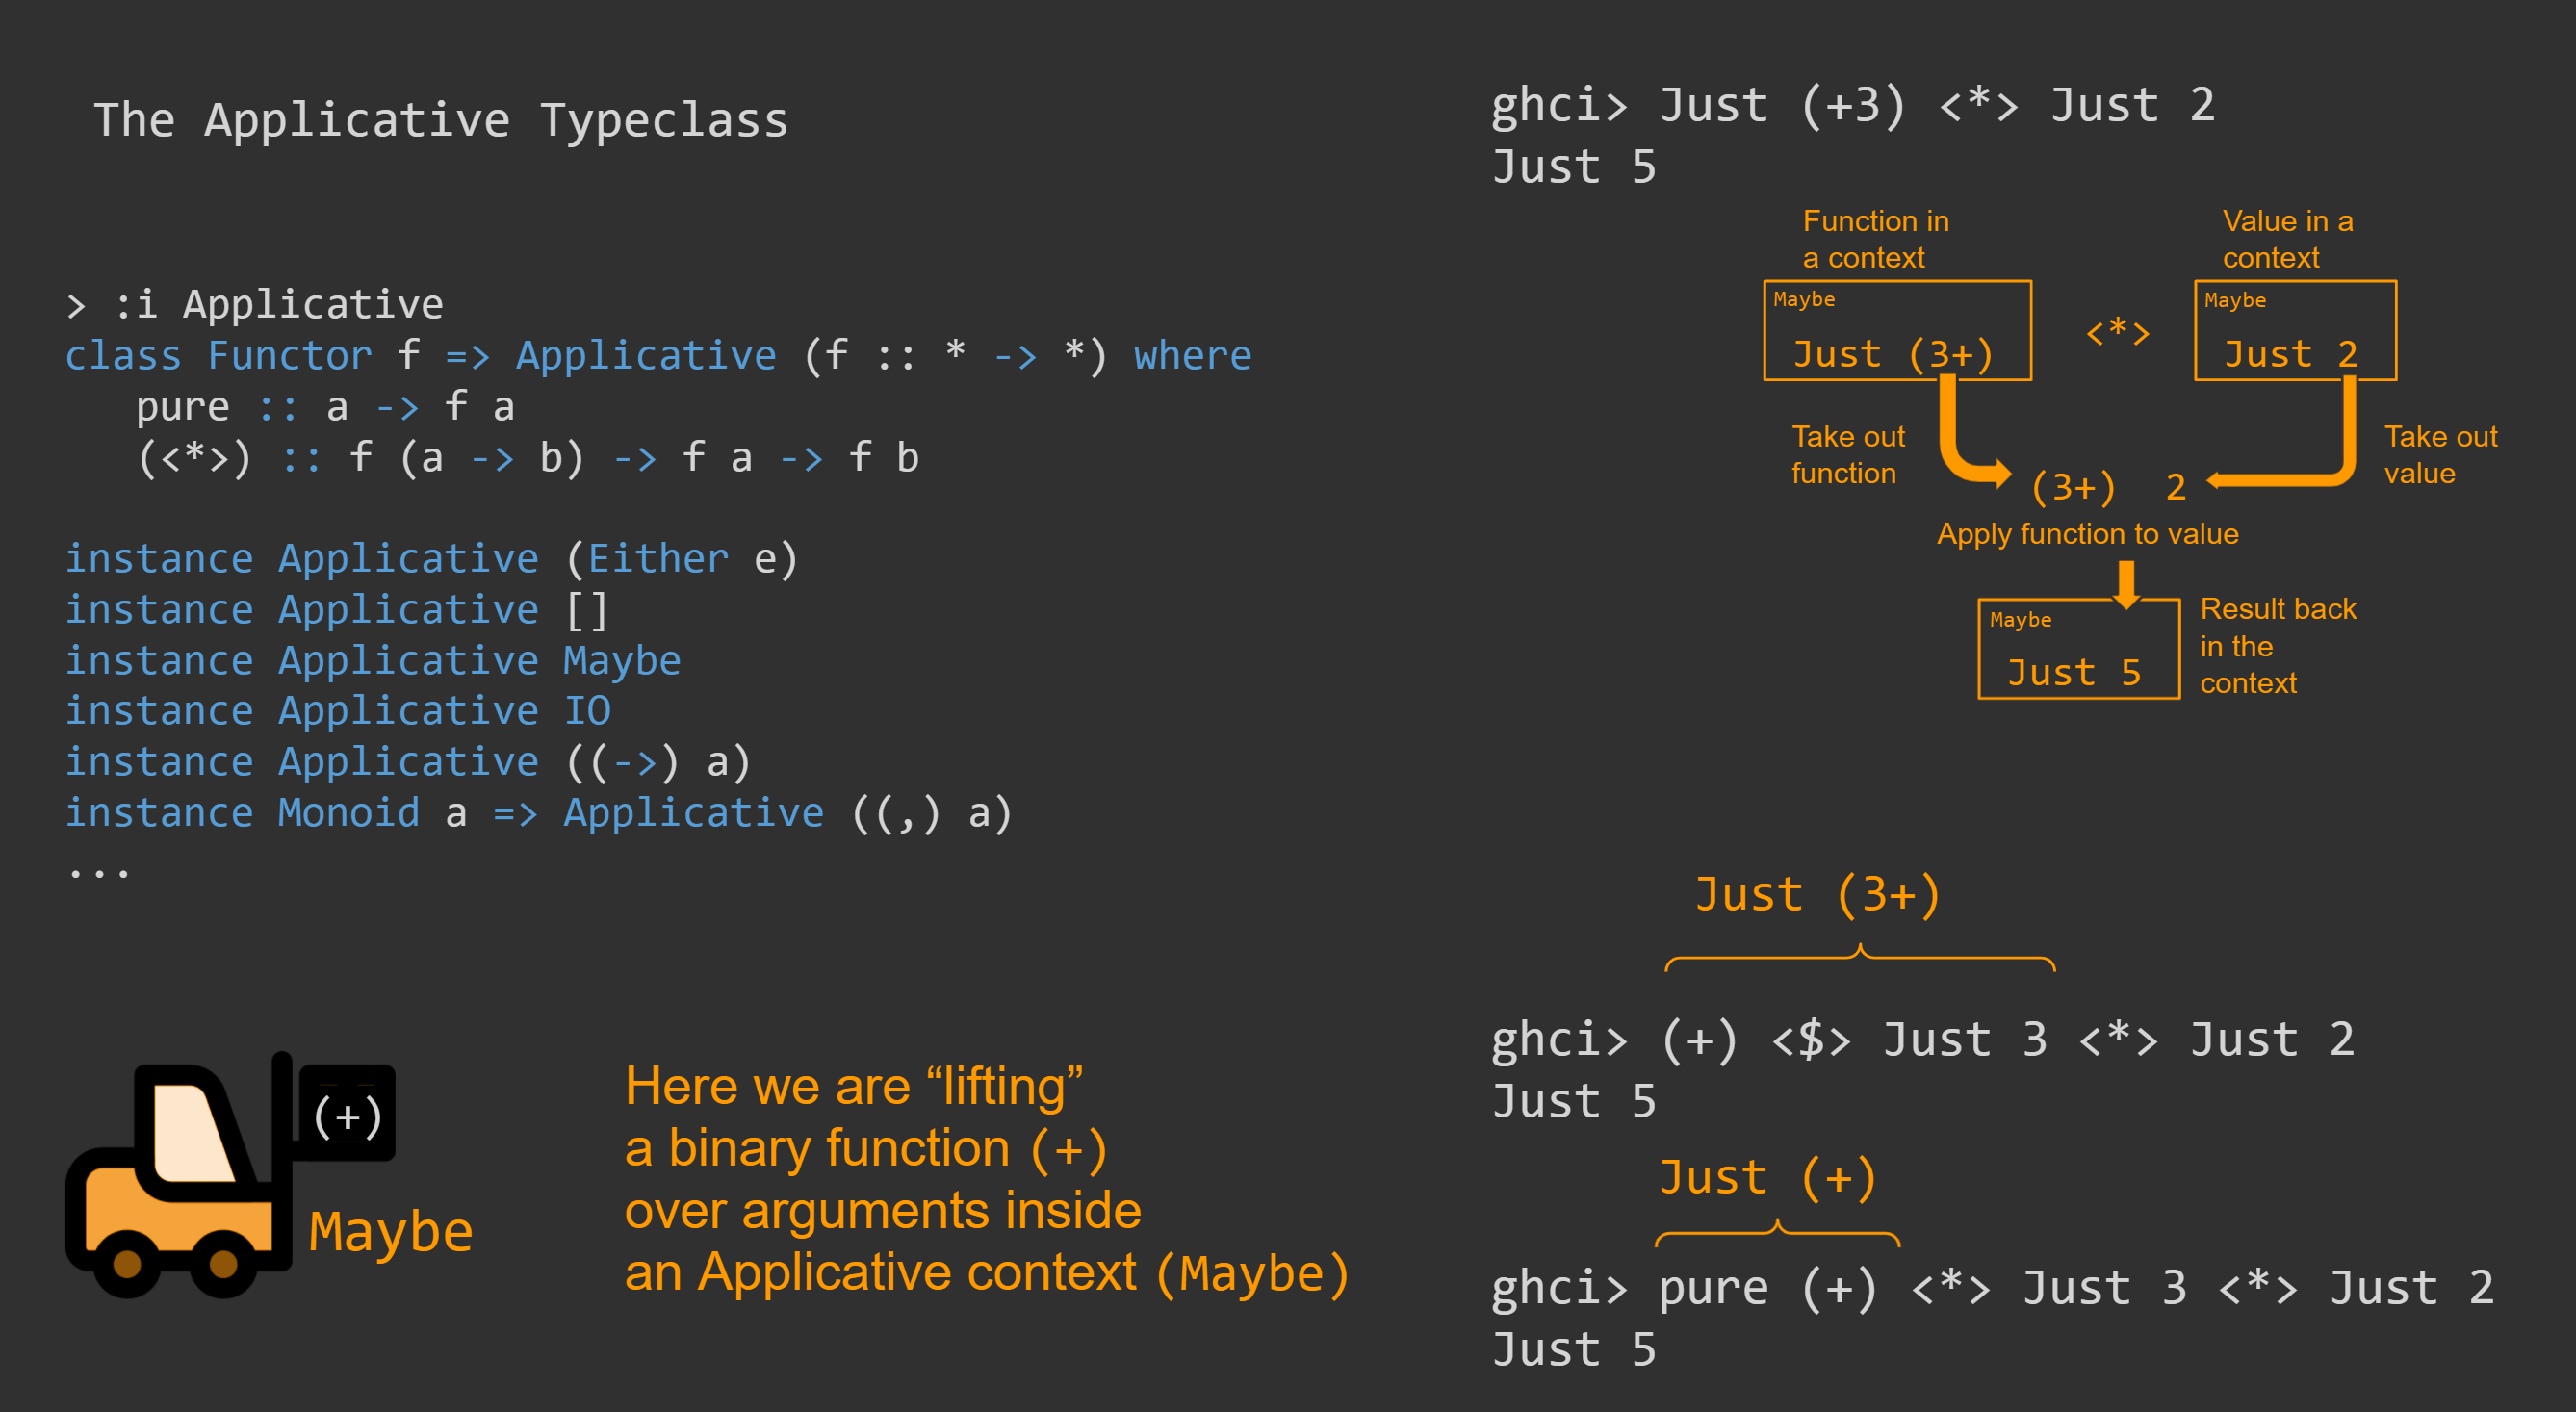 The Applicative Typeclass
> :i Applicative
class Functor f => Applicative (f :: * -> *) where
   pure :: a -> f a
   (<*>) :: f (a -> b) -> f a -> f b
instance Applicative (Either e)
instance Applicative []
instance Applicative Maybe
instance Applicative IO
instance Applicative ((->) a)
instance Monoid a => Applicative ((,) a)
...
(+)
Maybe
Here we are “lifting”
a binary function (+)
over arguments inside
an Applicative context (Maybe)
ghci> Just (+3) <*> Just 2
Just 5
Function in
a context
Value in a
context
Maybe
Just (3+)
<*>
Maybe
Just 2
Take out
function
Take out
value
(3+) 2
Apply function to value
Maybe
Just 5
Result back
in the
context
Just (3+)
ghci> (+) <$> Just 3 <*> Just 2
Just 5
Just (+)
ghci> pure (+) <*> Just 3 <*> Just 2
Just 5